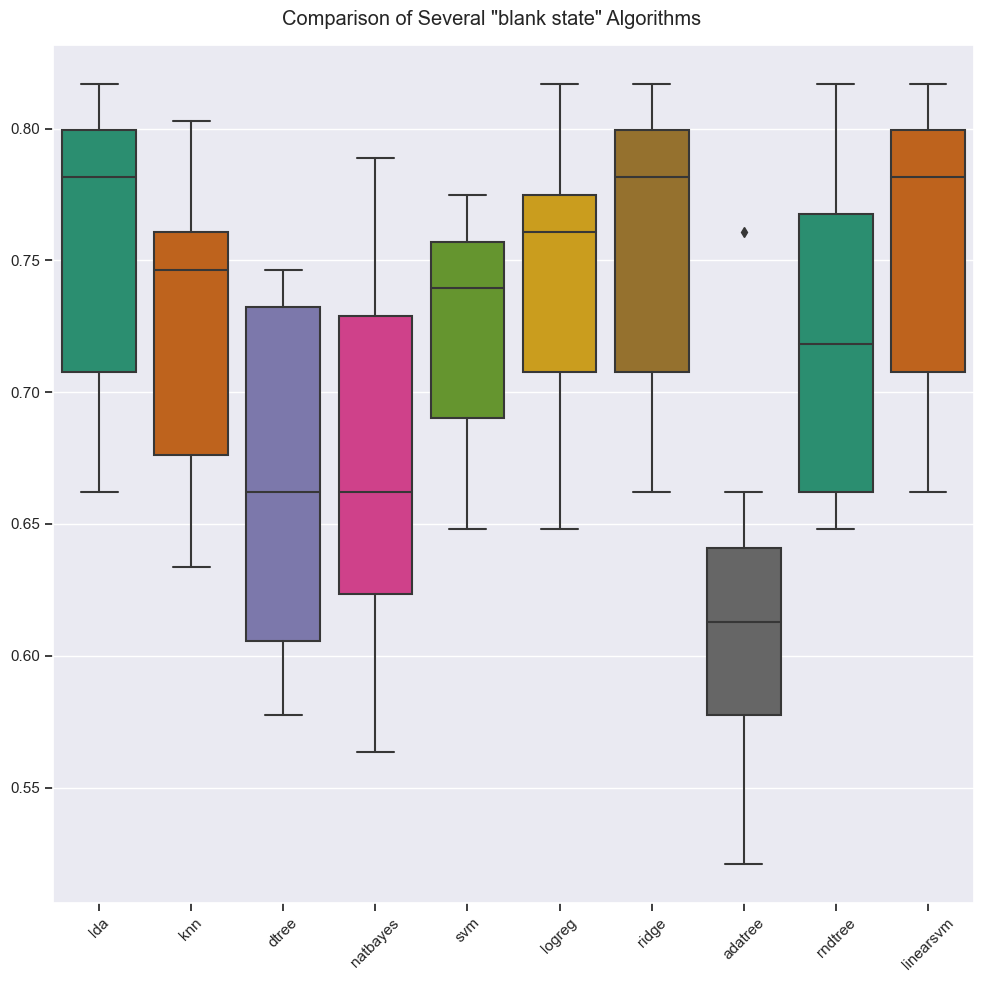 Comparison of Several "blank state" Algorithms
0.80
0.75
0.70
0.65
0.60
0.55
lda
knn
dtree
natbayes
svm
logreg
ridge
adatree
rndtree
linearsvm